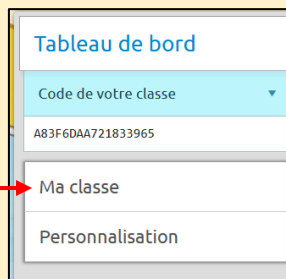 Tableau de bord
Code de votre classe
A83F6DAA721833965
Ma classe
Personnalisation